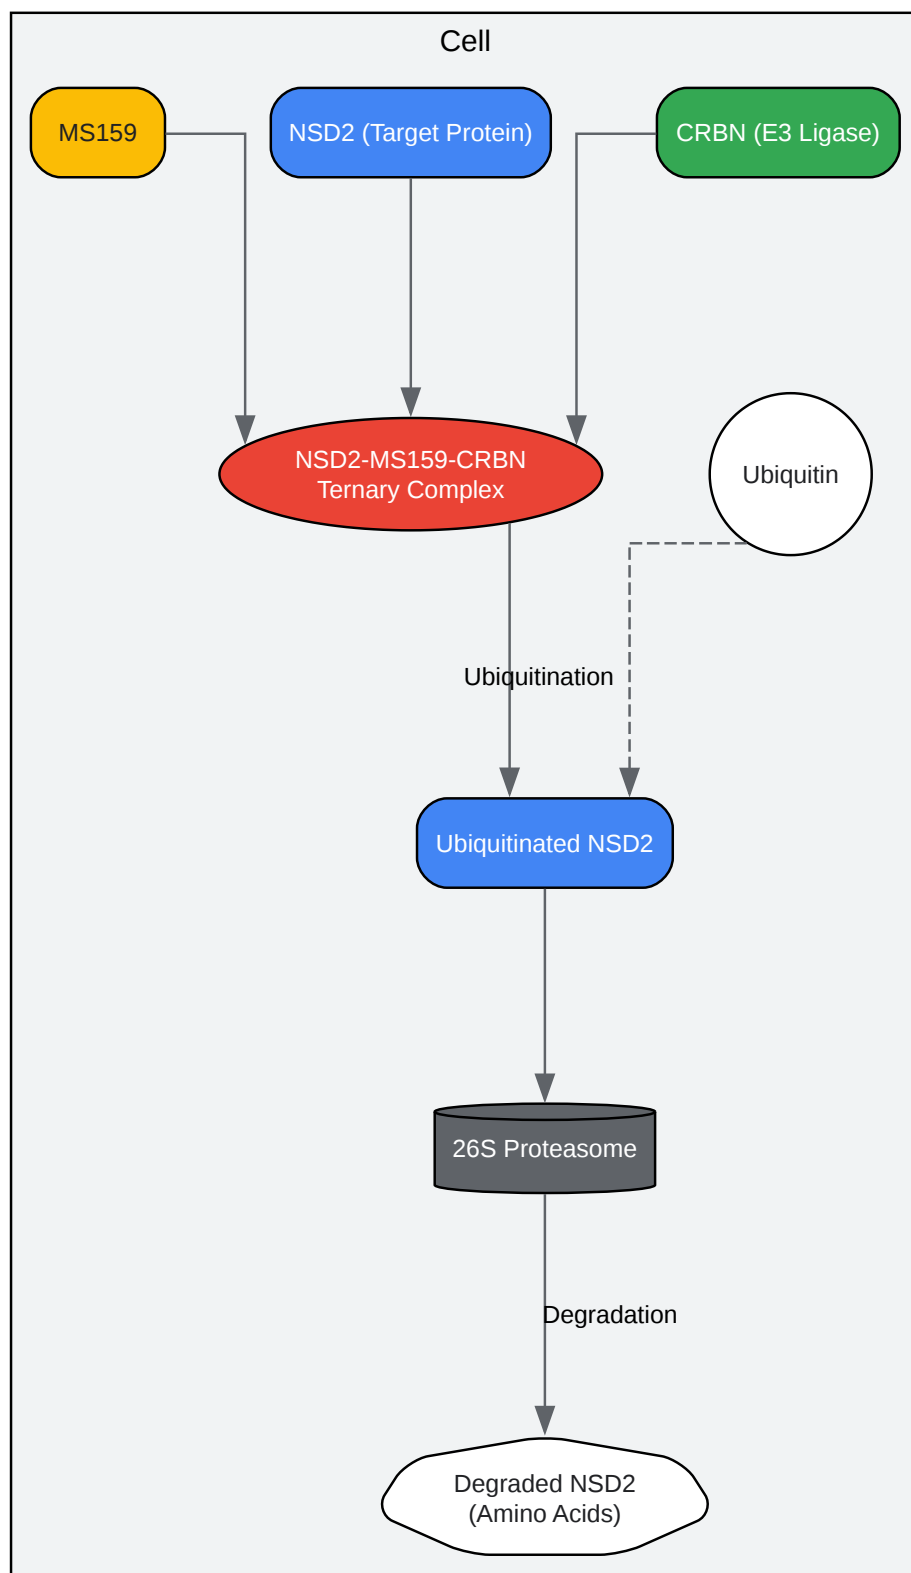 Cell
MS159
NSD2 (Target Protein)
CRBN (E3 Ligase)
NSD2-MS159-CRBN
Ternary Complex
Ubiquitin
Ubiquitination
Ubiquitinated NSD2
26S Proteasome
Degradation
Degraded NSD2
(Amino Acids)